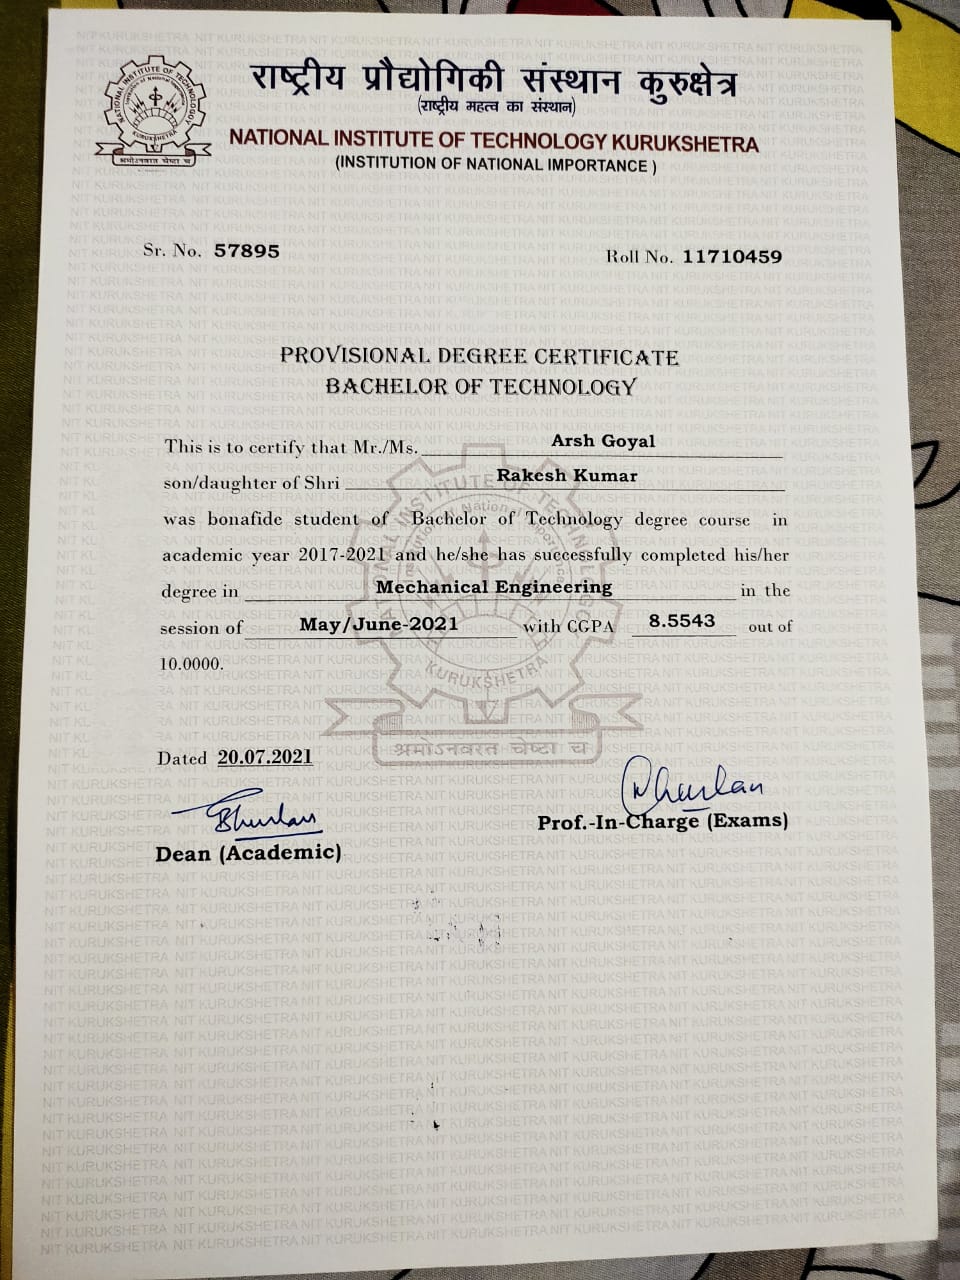 राष्ट्रीय प्रौद्योगिकी संस्थान कुरुक्षेत्र
(राष्ट्रीय महत्व का संस्थान)
NATIONAL INSTITUTE OF TECHNOLOGY KURUKSHETRA
(INSTITUTION OF NATIONAL IMPORTANCE )
Sr. No. 57895
Roll No. 11710459
PROVISIONAL DEGREE CERTIFICATE
BACHELOR OF TECHNOLOGY
This is to certify that Mr./Ms. Arsh Goyal
son/daughter of Shri Rakesh Kumar
was bonafide student of Bachelor of Technology degree course in
academic year 2017-2021 and he/she has successfully completed his/her
degree in Mechanical Engineering in the
session of May/June-2021 with CGPA 8.5543 out of
10.0000.
KURUKSHETRA
श्रमोऽनवरत चेष्टा च
Dated 20.07.2021
Dean (Academic)
Prof.-In-Charge (Exams)